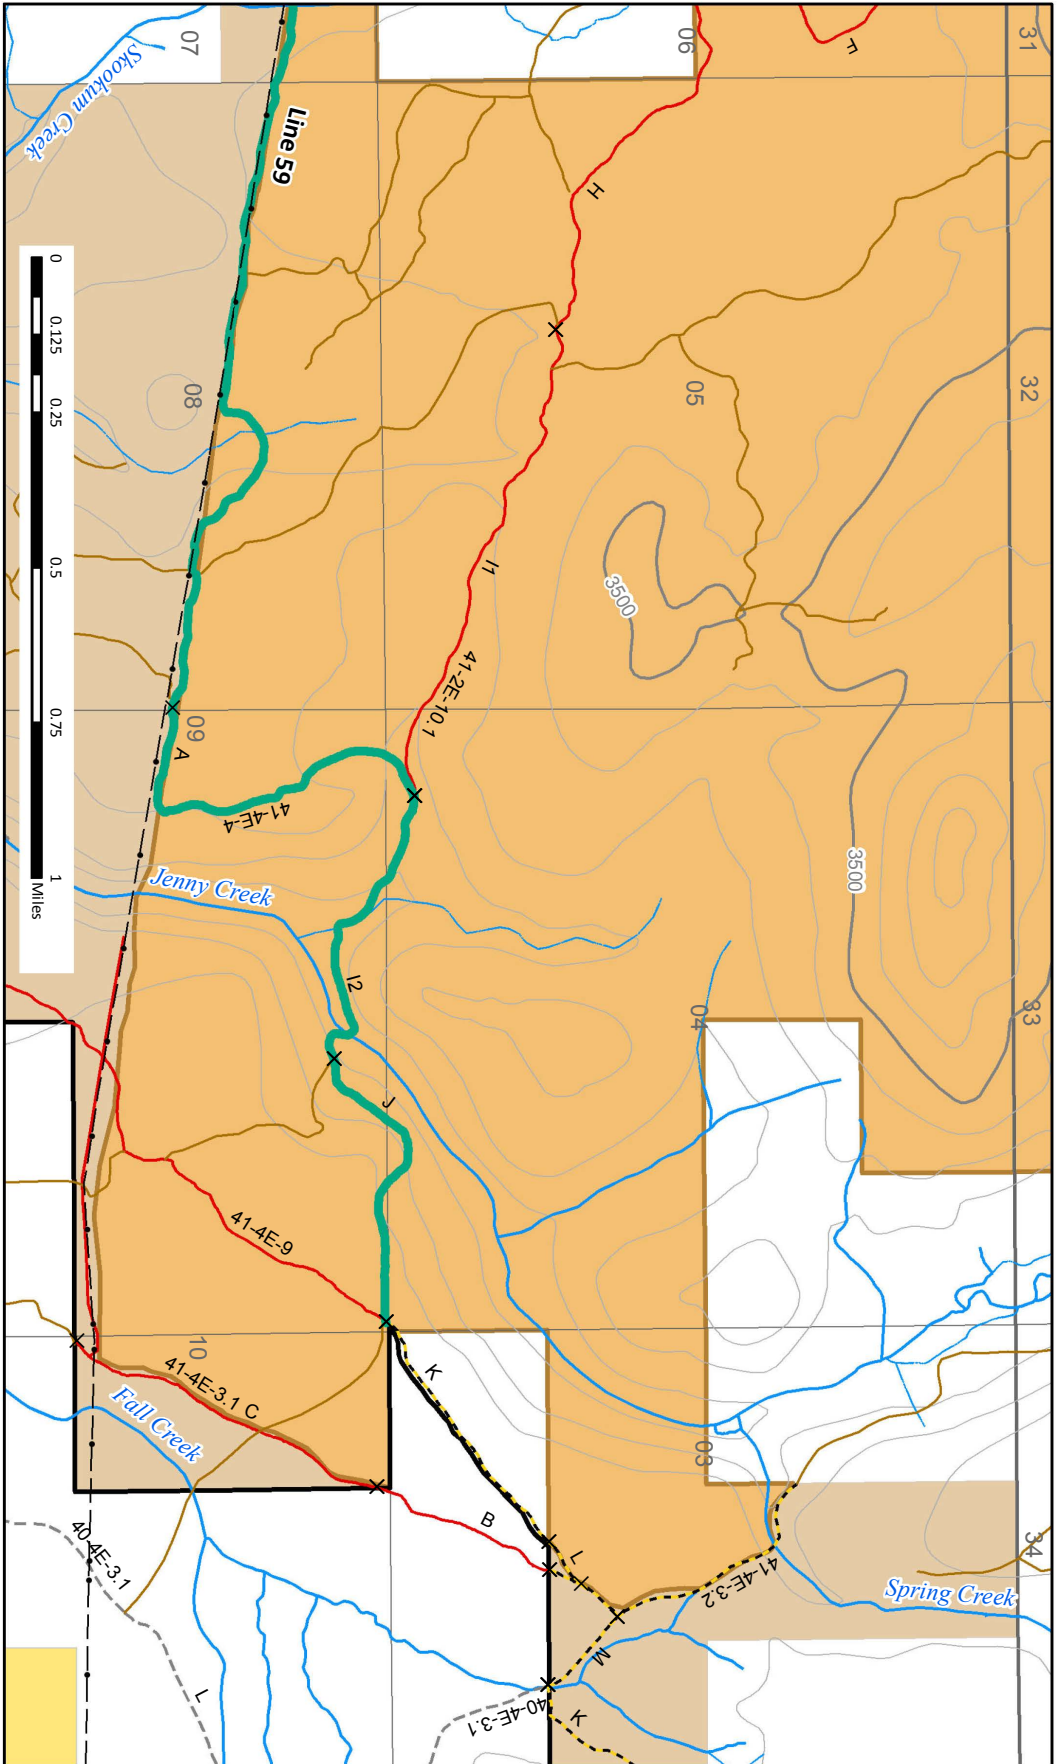 31
32
33
34
06
05
04
03
07
08
09
10
F
H
I1
41-2E-10.1
3500
3500
Line 59
Skookum Creek
A
41-4E-4
Jenny Creek
I2
J
41-4E-9
41-4E-3.1 C
Fall Creek
K
B
L
41-4E-3.2
Spring Creek
M
40-4E-3.1
K
40-4E-3.1
L
0 0.125 0.25 0.5 0.75 1
Miles